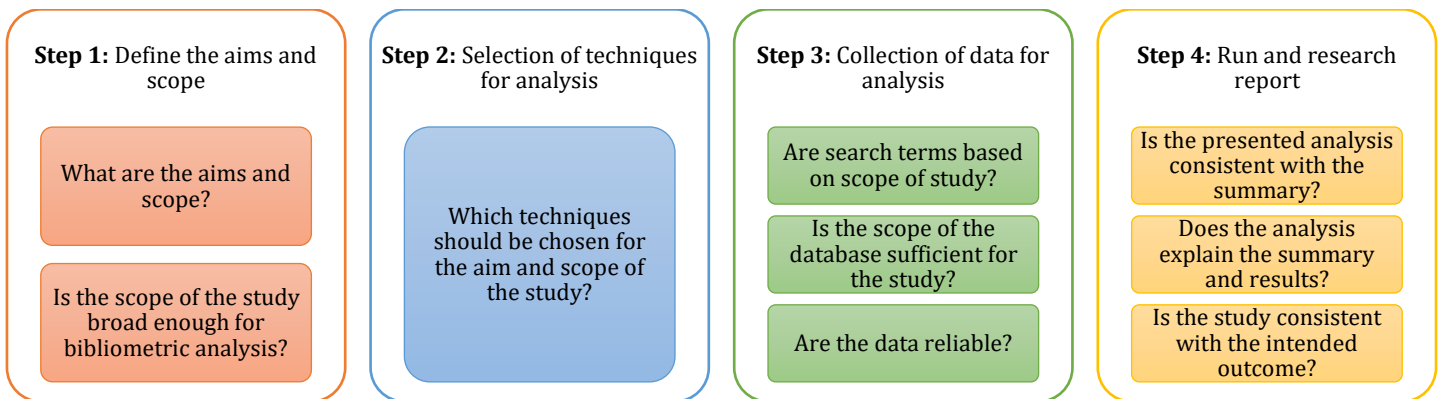 Step 1: Define the aims and
scope
What are the aims and
scope?
Is the scope of the study
broad enough for
bibliometric analysis?
Step 2: Selection of techniques
for analysis
Which techniques
should be chosen for
the aim and scope of
the study?
Step 3: Collection of data for
analysis
Are search terms based
on scope of study?
Is the scope of the
database sufficient for
the study?
Are the data reliable?
Step 4: Run and research
report
Is the presented analysis
consistent with the
summary?
Does the analysis
explain the summary
and results?
Is the study consistent
with the intended
outcome?